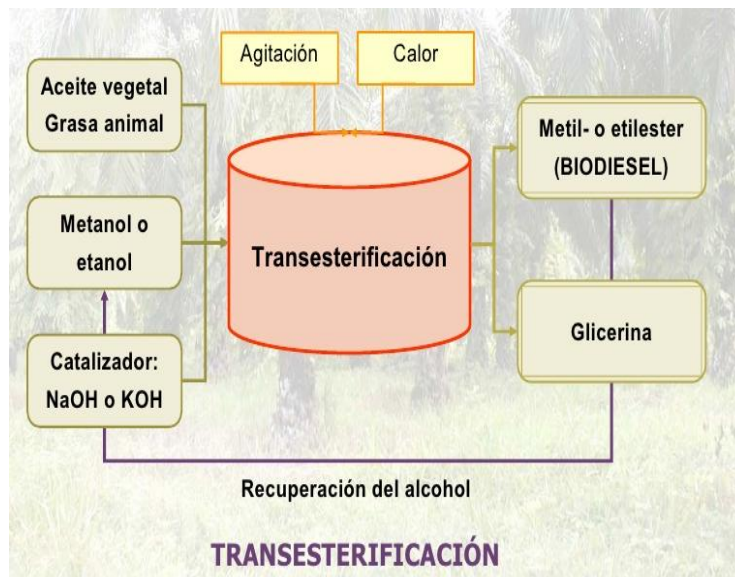 Agitación
Calor
Aceite vegetal
Grasa animal
Metanol o
etanol
Catalizador:
NaOH o KOH
Transesterificación
Metil- o etilester
(BIODIESEL)
Glicerina
Recuperación del alcohol
TRANSESTERIFICACIÓN